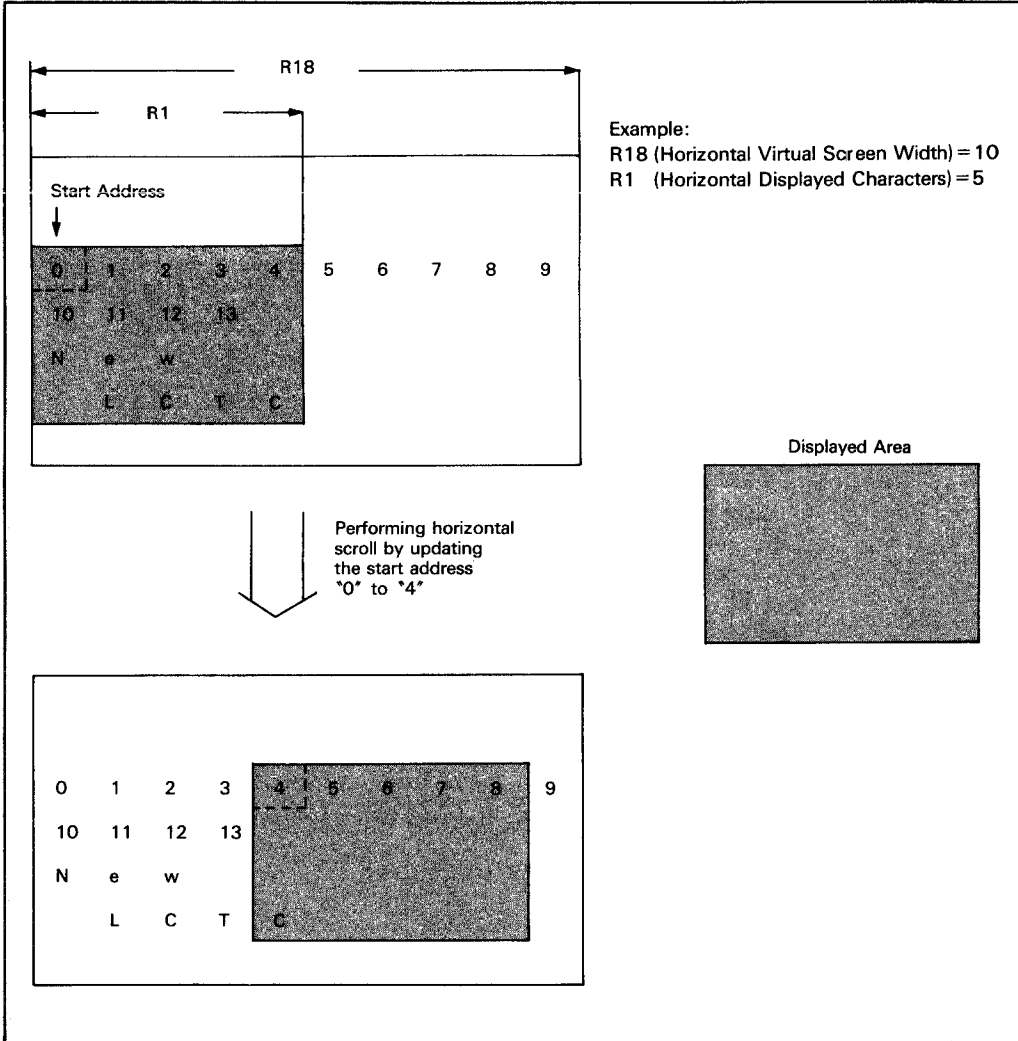 R18
R1
Example:
R18 (Horizontal Virtual Screen Width)=10
R1 (Horizontal Displayed Characters)=5
Start Address
0 1 2 3 4 5 6 7 8 9
10 11 12 13
N e w
L C T C
Displayed Area
Performing horizontal
scroll by updating
the start address
"0" to "4"
0 1 2 3 4 5 6 7 8 9
10 11 12 13
N e w
L C T C